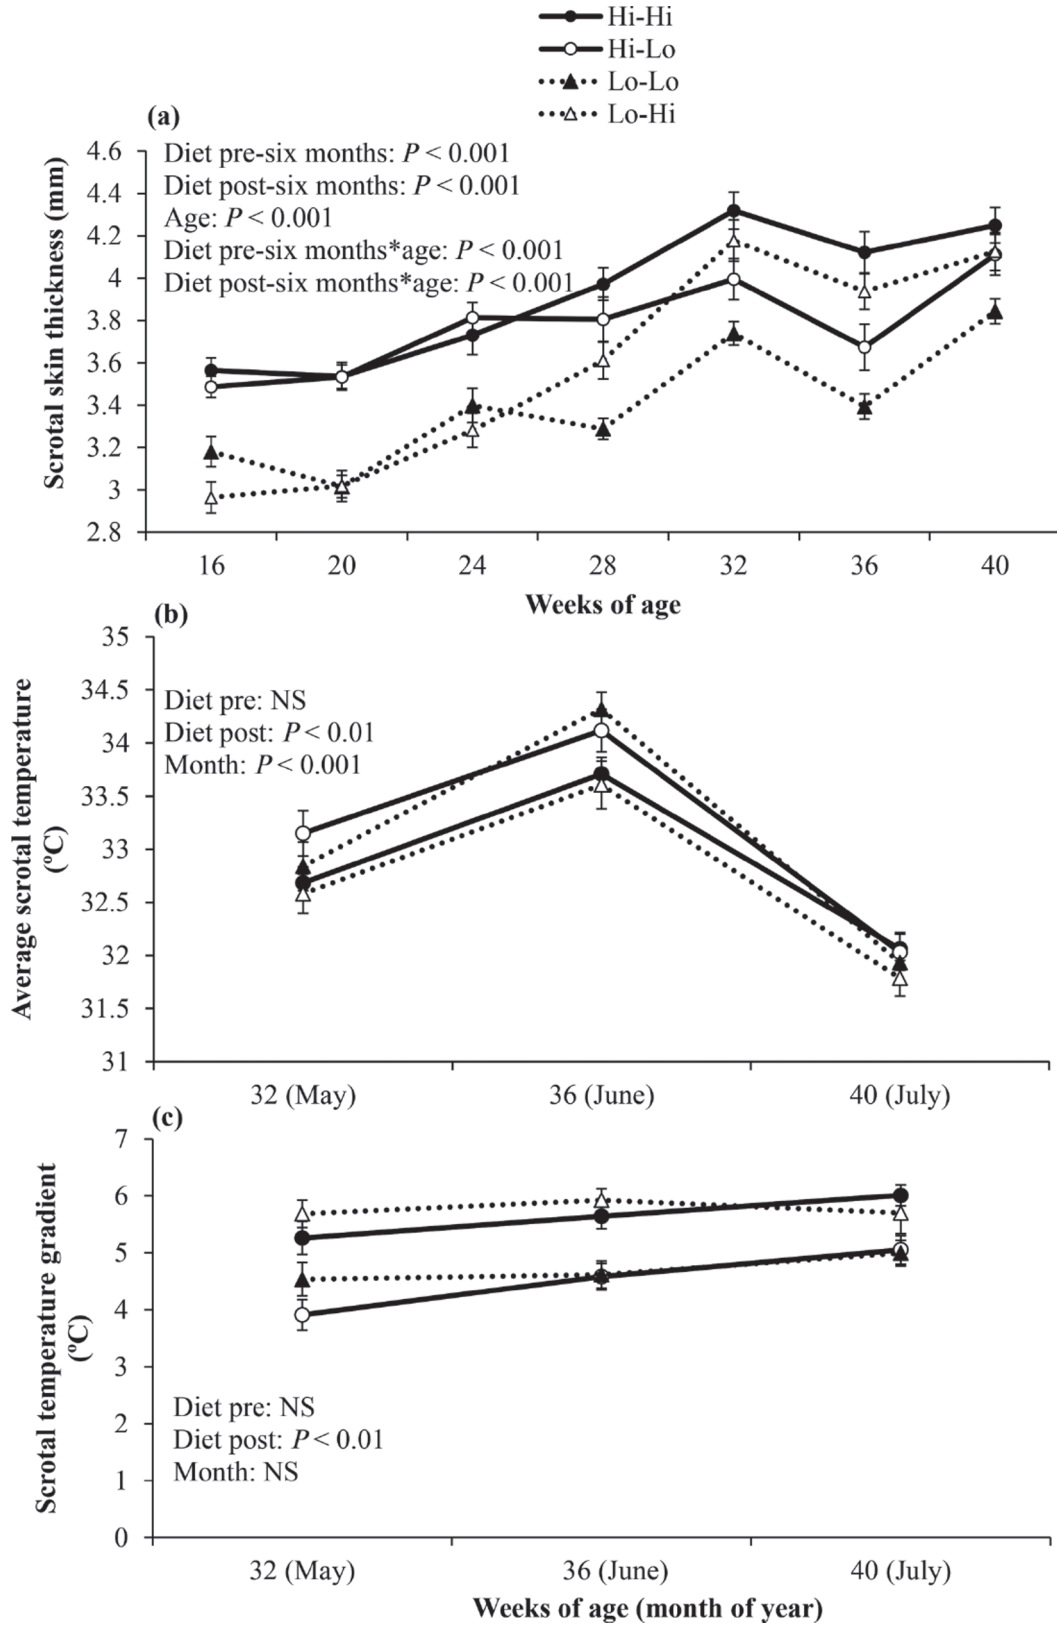 Hi-Hi
Hi-Lo
Lo-Lo
Lo-Hi
(a)
Scrotal skin thickness (mm)
4.6
4.4
4.2
4
3.8
3.6
3.4
3.2
3
2.8
Diet pre-six months: P < 0.001
Diet post-six months: P < 0.001
Age: P < 0.001
Diet pre-six months*age: P < 0.001
Diet post-six months*age: P < 0.001
16 20 24 28 32 36 40
Weeks of age
(b)
Average scrotal temperature
(ºC)
35
34.5
34
33.5
33
32.5
32
31.5
31
Diet pre: NS
Diet post: P < 0.01
Month: P < 0.001
32 (May) 36 (June) 40 (July)
(c)
Scrotal temperature gradient
(ºC)
7
6
5
4
3
2
1
0
Diet pre: NS
Diet post: P < 0.01
Month: NS
32 (May) 36 (June) 40 (July)
Weeks of age (month of year)